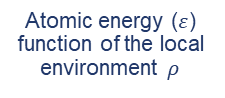 Atomic energy (ε)
function of the local
environment ρ